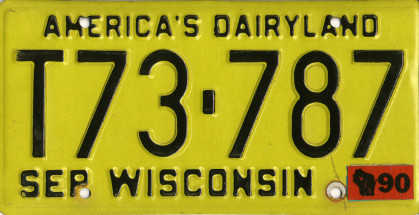 AMERICA'S DAIRYLAND
T73-787
SEP WISCONSIN 90